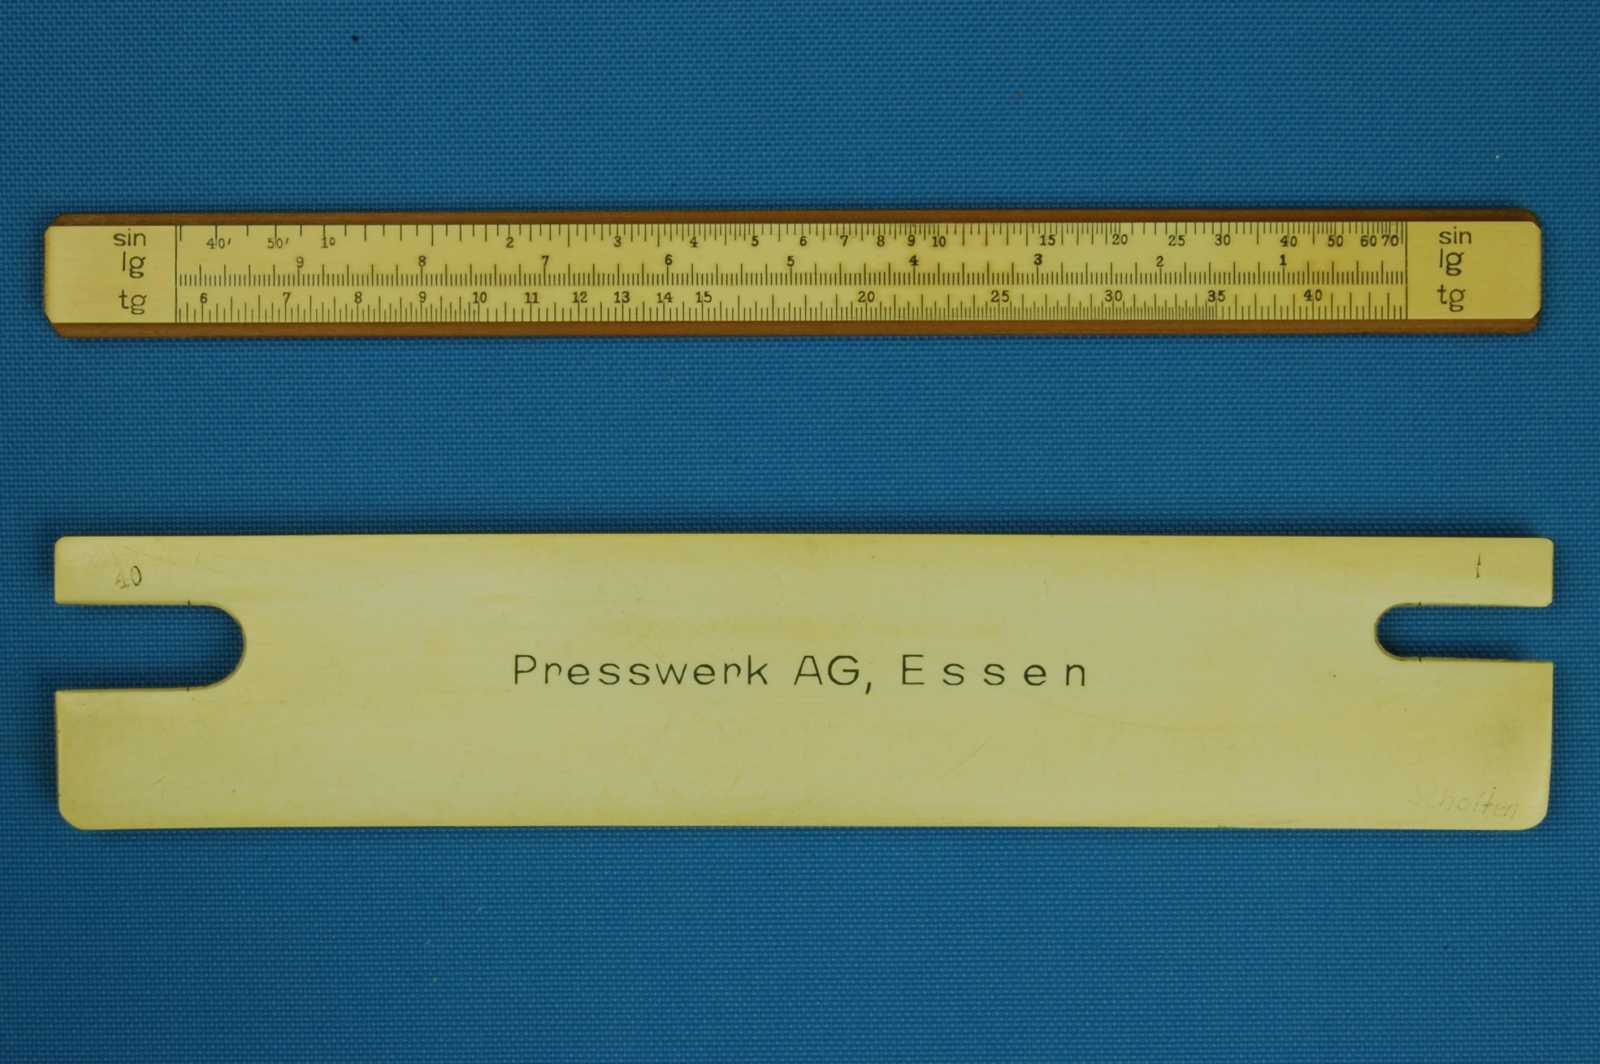 sin 40' 50' 1° 2 3 4 5 6 7 8 9 10 15 20 25 30 40 50 60 70 sin
lg 9 8 7 6 5 4 3 2 1 lg
tg 6 7 8 9 10 11 12 13 14 15 20 25 30 35 40 tg
40 1
Presswerk AG, Essen
Scholten